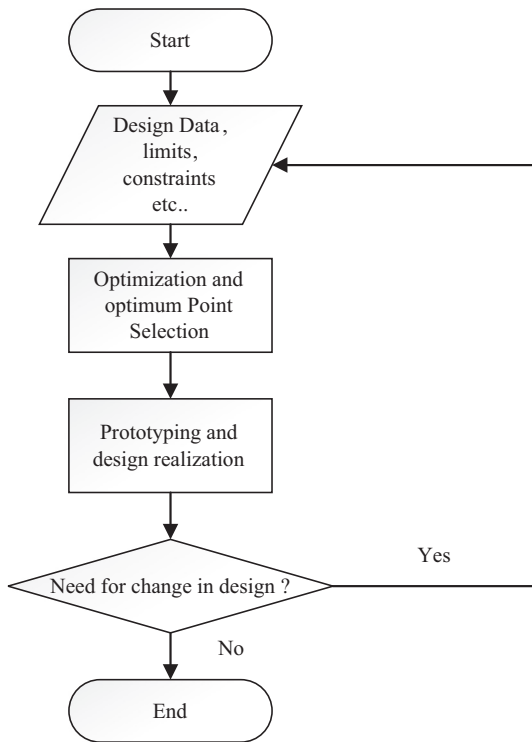 Start
Design Data ,
limits,
constraints
etc..
Optimization and
optimum Point
Selection
Prototyping and
design realization
Need for change in design ?
Yes
No
End